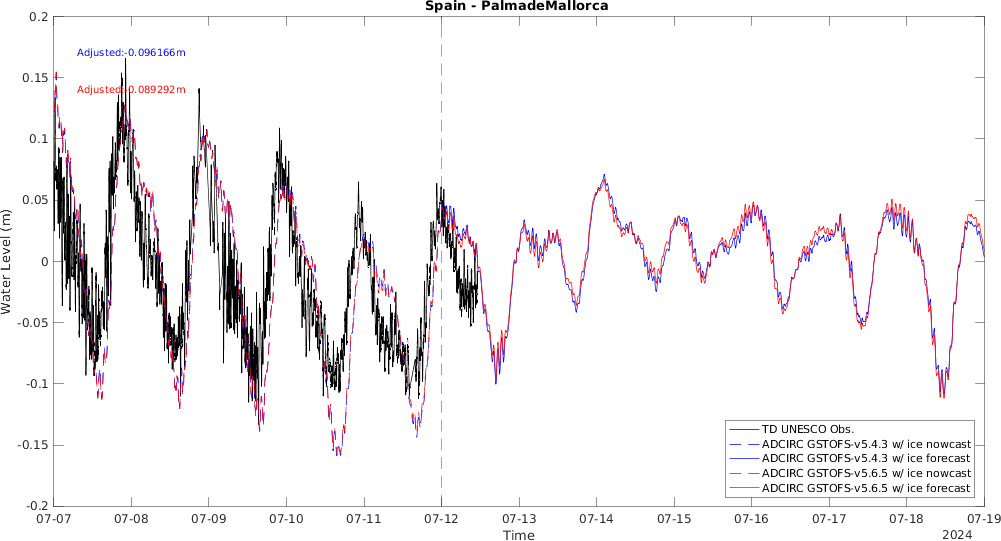 Spain - PalmadeMallorca
Adjusted:-0.096166m
Adjusted:-0.089292m
Water Level (m)
0.2
0.15
0.1
0.05
0
-0.05
-0.1
-0.15
-0.2
TD UNESCO Obs.
ADCIRC GSTOFS-v5.4.3 w/ ice nowcast
ADCIRC GSTOFS-v5.4.3 w/ ice forecast
ADCIRC GSTOFS-v5.6.5 w/ ice nowcast
ADCIRC GSTOFS-v5.6.5 w/ ice forecast
07-07 07-08 07-09 07-10 07-11 07-12 07-13 07-14 07-15 07-16 07-17 07-18 07-19
Time
2024